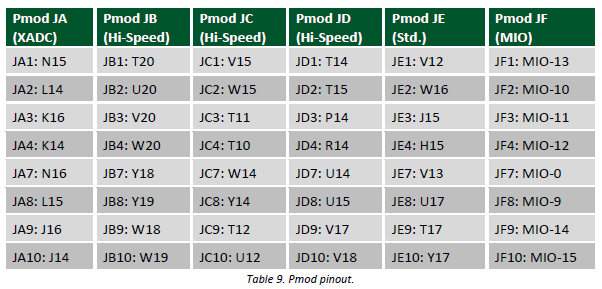 Pmod JA Pmod JB Pmod JC Pmod JD Pmod JE Pmod JF
(XADC) (Hi-Speed) (Hi-Speed) (Hi-Speed) (Std.) (MIO)
JA1: N15 JB1: T20 JC1: V15 JD1: T14 JE1: V12 JF1: MIO-13
JA2: L14 JB2: U20 JC2: W15 JD2: T15 JE2: W16 JF2: MIO-10
JA3: K16 JB3: V20 JC3: T11 JD3: P14 JE3: J15 JF3: MIO-11
JA4: K14 JB4: W20 JC4: T10 JD4: R14 JE4: H15 JF4: MIO-12
JA7: N16 JB7: Y18 JC7: W14 JD7: U14 JE7: V13 JF7: MIO-0
JA8: L15 JB8: Y19 JC8: Y14 JD8: U15 JE8: U17 JF8: MIO-9
JA9: J16 JB9: W18 JC9: T12 JD9: V17 JE9: T17 JF9: MIO-14
JA10: J14 JB10: W19 JC10: U12 JD10: V18 JE10: Y17 JF10: MIO-15
Table 9. Pmod pinout.